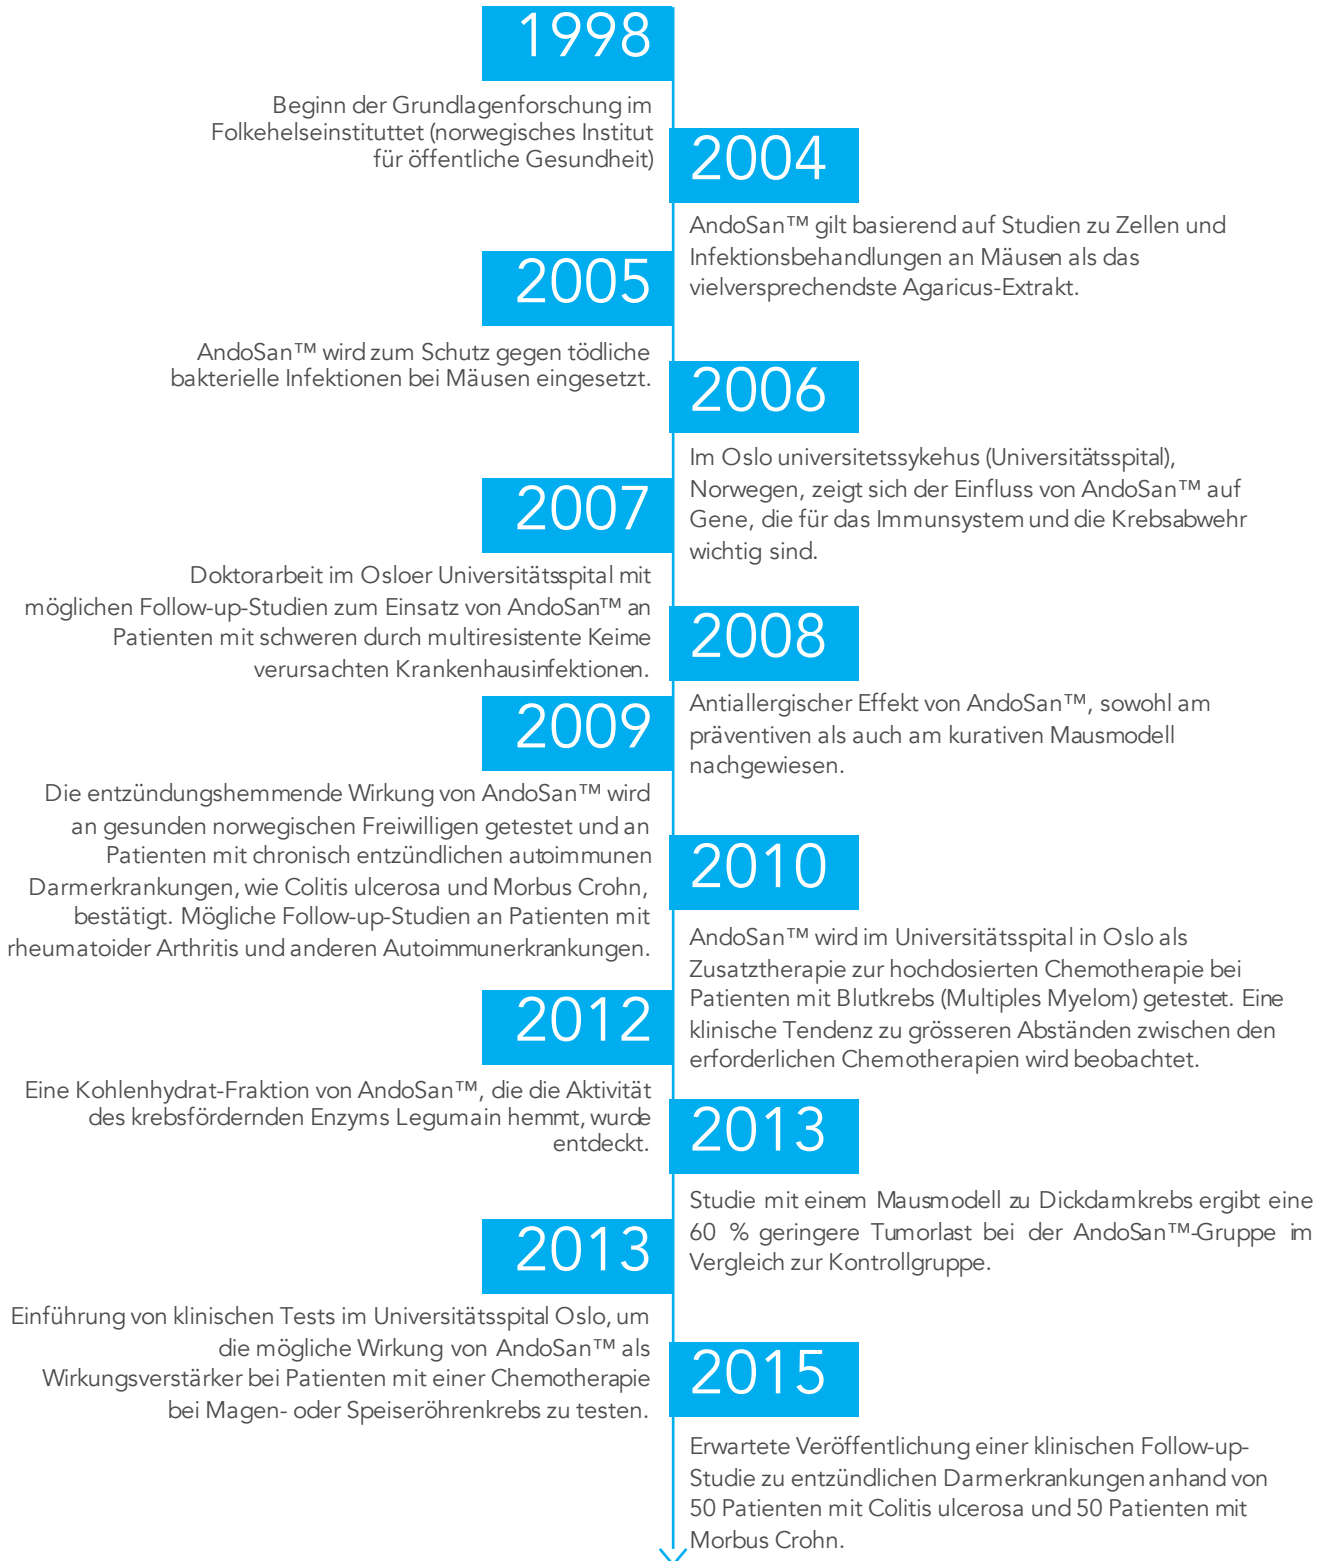 1998
Beginn der Grundlagenforschung im
Folkehelseinstituttet (norwegisches Institut
für öffentliche Gesundheit)
2004
AndoSan™ gilt basierend auf Studien zu Zellen und
Infektionsbehandlungen an Mäusen als das
vielversprechendste Agaricus-Extrakt.
2005
AndoSan™ wird zum Schutz gegen tödliche
bakterielle Infektionen bei Mäusen eingesetzt.
2006
Im Oslo universitetssykehus (Universitätsspital),
Norwegen, zeigt sich der Einfluss von AndoSan™ auf
Gene, die für das Immunsystem und die Krebsabwehr
wichtig sind.
2007
Doktorarbeit im Osloer Universitätsspital mit
möglichen Follow-up-Studien zum Einsatz von AndoSan™ an
Patienten mit schweren durch multiresistente Keime
verursachten Krankenhausinfektionen.
2008
Antiallergischer Effekt von AndoSan™, sowohl am
präventiven als auch am kurativen Mausmodell
nachgewiesen.
2009
Die entzündungshemmende Wirkung von AndoSan™ wird
an gesunden norwegischen Freiwilligen getestet und an
Patienten mit chronisch entzündlichen autoimmunen
Darmerkrankungen, wie Colitis ulcerosa und Morbus Crohn,
bestätigt. Mögliche Follow-up-Studien an Patienten mit
rheumatoider Arthritis und anderen Autoimmunerkrankungen.
2010
AndoSan™ wird im Universitätsspital in Oslo als
Zusatztherapie zur hochdosierten Chemotherapie bei
Patienten mit Blutkrebs (Multiples Myelom) getestet. Eine
klinische Tendenz zu grösseren Abständen zwischen den
erforderlichen Chemotherapien wird beobachtet.
2012
Eine Kohlenhydrat-Fraktion von AndoSan™, die die Aktivität
des krebsfördernden Enzyms Legumain hemmt, wurde
entdeckt.
2013
Studie mit einem Mausmodell zu Dickdarmkrebs ergibt eine
60 % geringere Tumorlast bei der AndoSan™-Gruppe im
Vergleich zur Kontrollgruppe.
2013
Einführung von klinischen Tests im Universitätsspital Oslo, um
die mögliche Wirkung von AndoSan™ als
Wirkungsverstärker bei Patienten mit einer Chemotherapie
bei Magen- oder Speiseröhrenkrebs zu testen.
2015
Erwartete Veröffentlichung einer klinischen Follow-up-
Studie zu entzündlichen Darmerkrankungen anhand von
50 Patienten mit Colitis ulcerosa und 50 Patienten mit
Morbus Crohn.